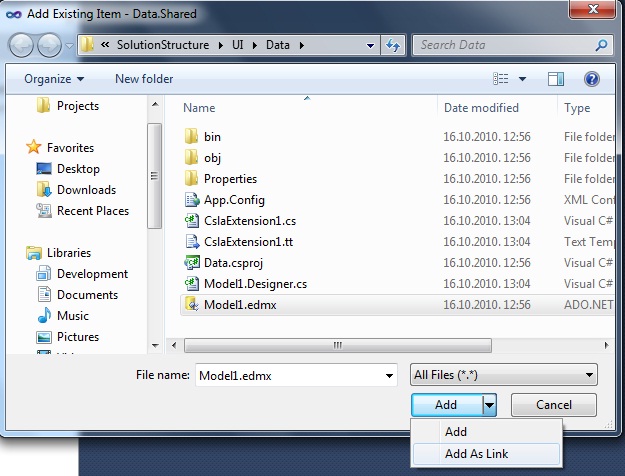 Add Existing Item - Data.Shared
« SolutionStructure UI Data
Search Data
Organize New folder
Projects
Favorites
Desktop
Downloads
Recent Places
Libraries
Development
Documents
Music
Pictures
Name Date modified Type
bin 16.10.2010. 12:56 File folder
obj 16.10.2010. 12:56 File folder
Properties 16.10.2010. 12:56 File folder
App.Config 16.10.2010. 12:56 XML Conf
CslaExtension1.cs 16.10.2010. 13:04 Visual C#
CslaExtension1.tt 16.10.2010. 13:04 Text Temp
Data.csproj 16.10.2010. 12:56 Visual C#
Model1.Designer.cs 16.10.2010. 13:04 Visual C#
Model1.edmx 16.10.2010. 12:56 ADO.NET
File name: Model1.edmx All Files (*.*)
Add Cancel
Add
Add As Link